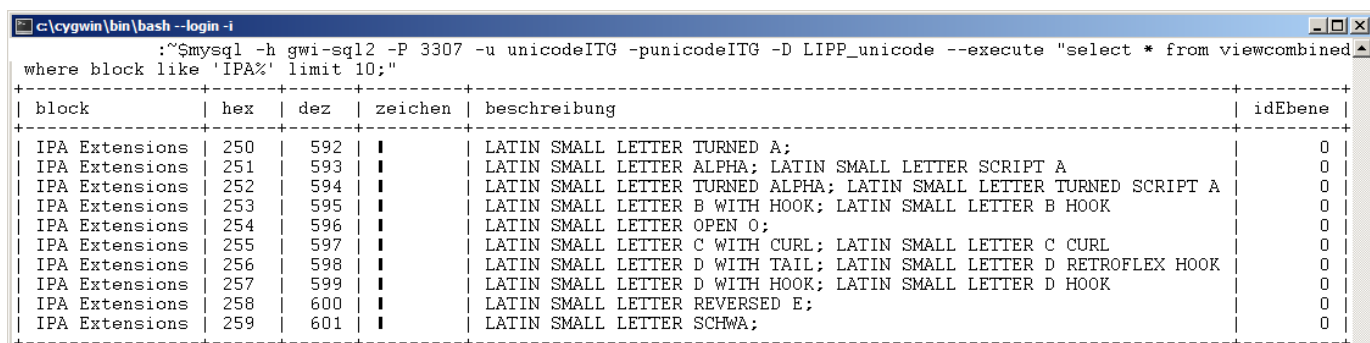 c:\cygwin\bin\bash --login -i
:~$mysql -h gwi-sql2 -P 3307 -u unicodeITG -punicodeITG -D LIPP_unicode --execute "select * from viewcombined
where block like 'IPA%' limit 10;"
| block | hex | dez | zeichen | beschreibung | idEbene |
| IPA Extensions | 250 | 592 | ▌ | LATIN SMALL LETTER TURNED A; | 0 |
| IPA Extensions | 251 | 593 | ▌ | LATIN SMALL LETTER ALPHA; LATIN SMALL LETTER SCRIPT A | 0 |
| IPA Extensions | 252 | 594 | ▌ | LATIN SMALL LETTER TURNED ALPHA; LATIN SMALL LETTER TURNED SCRIPT A | 0 |
| IPA Extensions | 253 | 595 | ▌ | LATIN SMALL LETTER B WITH HOOK; LATIN SMALL LETTER B HOOK | 0 |
| IPA Extensions | 254 | 596 | ▌ | LATIN SMALL LETTER OPEN O; | 0 |
| IPA Extensions | 255 | 597 | ▌ | LATIN SMALL LETTER C WITH CURL; LATIN SMALL LETTER C CURL | 0 |
| IPA Extensions | 256 | 598 | ▌ | LATIN SMALL LETTER D WITH TAIL; LATIN SMALL LETTER D RETROFLEX HOOK | 0 |
| IPA Extensions | 257 | 599 | ▌ | LATIN SMALL LETTER D WITH HOOK; LATIN SMALL LETTER D HOOK | 0 |
| IPA Extensions | 258 | 600 | ▌ | LATIN SMALL LETTER REVERSED E; | 0 |
| IPA Extensions | 259 | 601 | ▌ | LATIN SMALL LETTER SCHWA; | 0 |